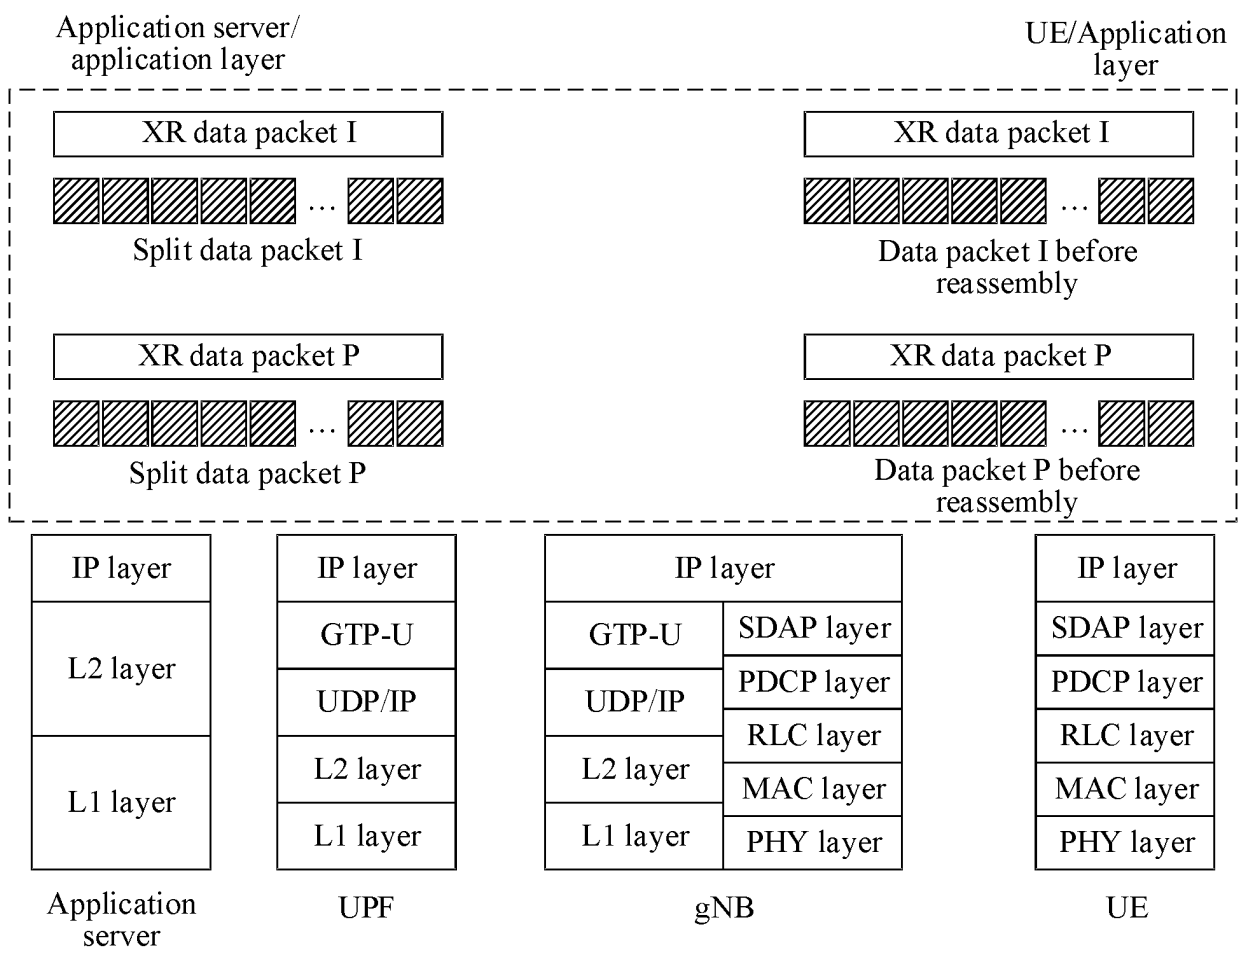 Application server/
application layer
UE/Application
layer
XR data packet I
XR data packet I
...
...
Split data packet I
Data packet I before
reassembly
XR data packet P
XR data packet P
...
...
Split data packet P
Data packet P before
reassembly
IP layer
L2 layer
L1 layer
Application
server
IP layer
GTP-U
UDP/IP
L2 layer
L1 layer
UPF
IP layer
GTP-U
UDP/IP
L2 layer
L1 layer
SDAP layer
PDCP layer
RLC layer
MAC layer
PHY layer
gNB
IP layer
SDAP layer
PDCP layer
RLC layer
MAC layer
PHY layer
UE